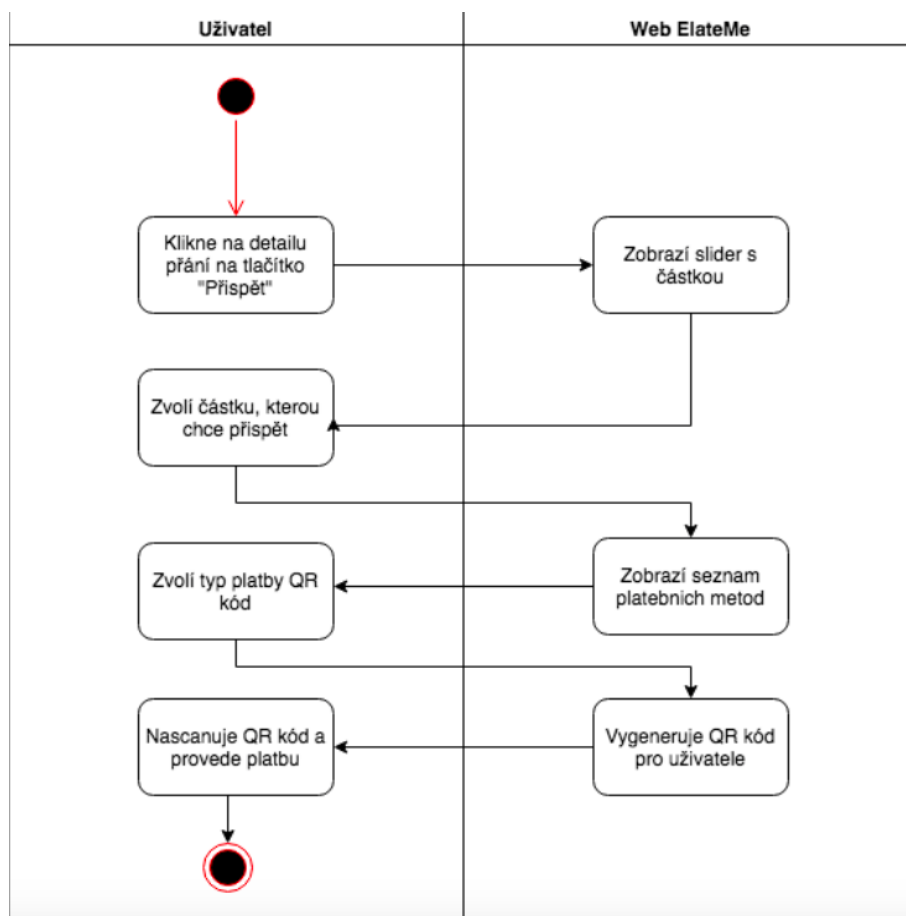 Uživatel
Web ElateMe
Klikne na detailu
přání na tlačítko
"Přispět"
Zobrazí slider s
částkou
Zvolí částku, kterou
chce přispět
Zobrazí seznam
platebnich metod
Zvolí typ platby QR
kód
Vygeneruje QR kód
pro uživatele
Nascanuje QR kód a
provede platbu